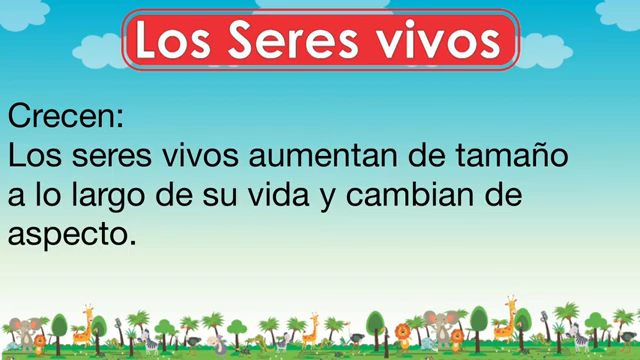 Los Seres vivos
Crecen:
Los seres vivos aumentan de tamaño
a lo largo de su vida y cambian de
aspecto.